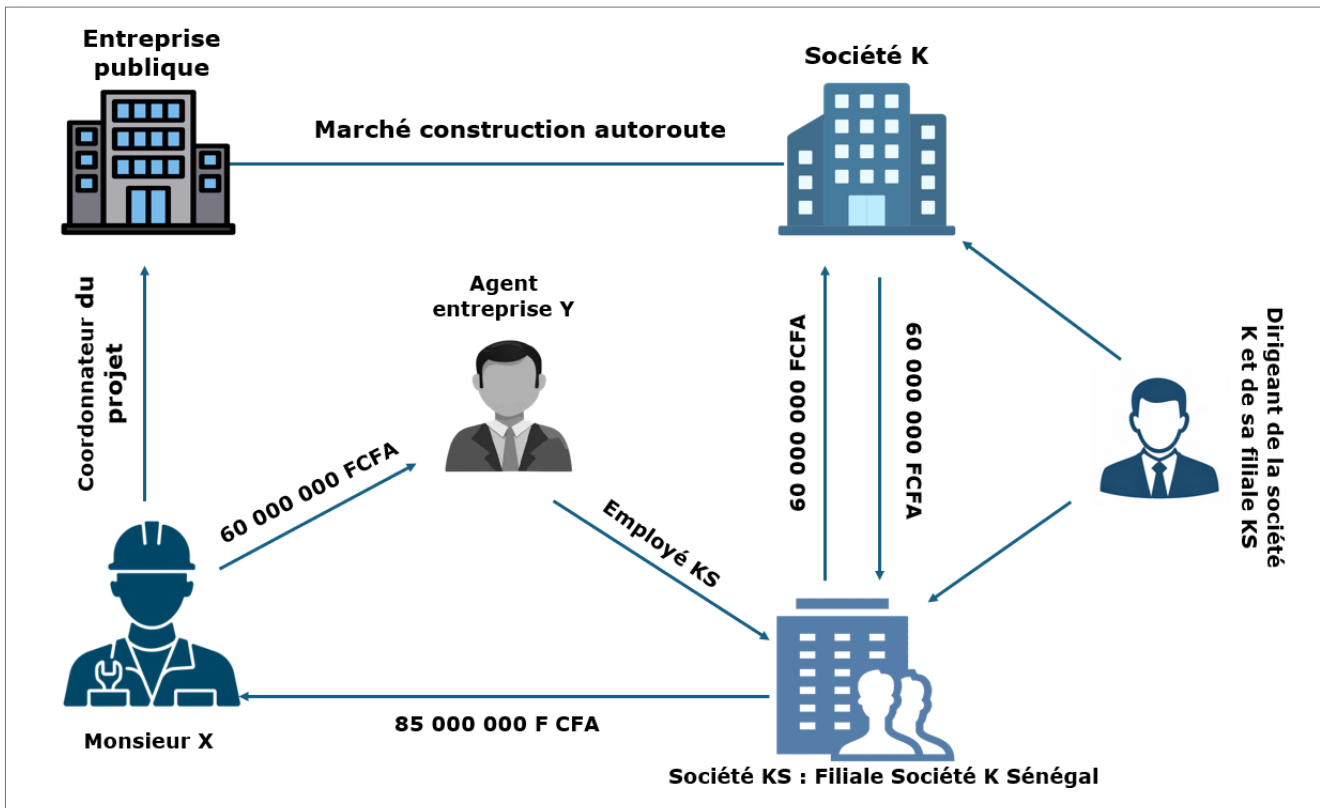 Entreprise
publique
Société K
Marché construction autoroute
Coordonnateur du
projet
Agent
entreprise Y
60 000 000 FCFA
Employé KS
60 000 000 FCFA
60 000 000 FCFA
Dirigeant de la société
K et de sa filiale KS
85 000 000 F CFA
Monsieur X
Société KS : Filiale Société K Sénégal